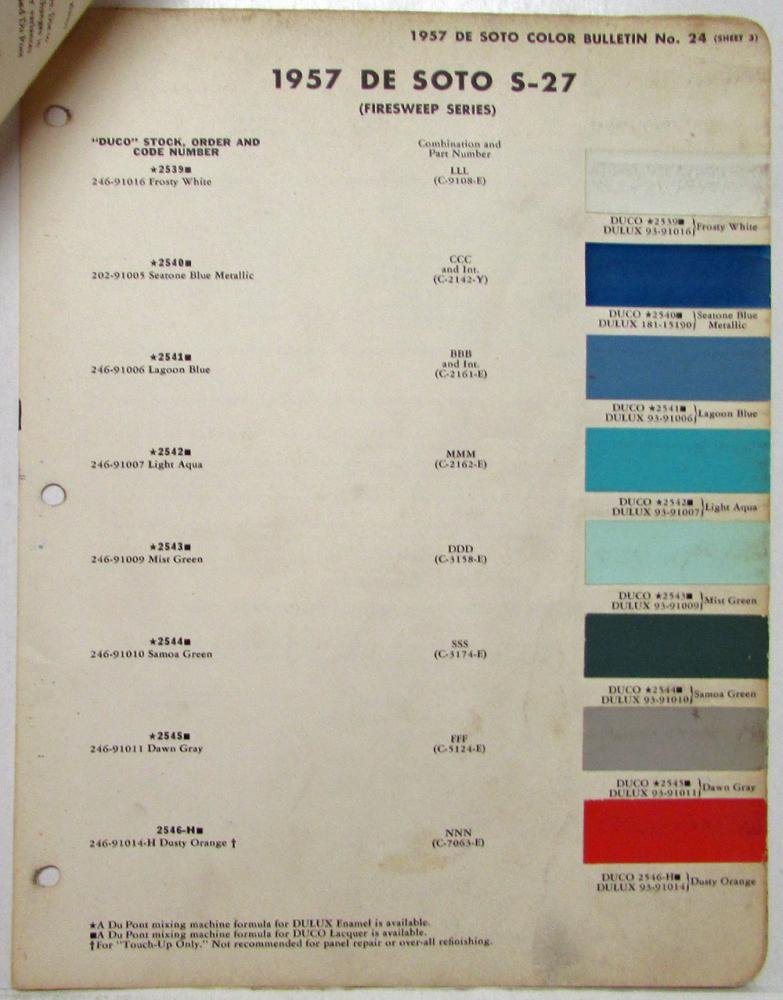 1957 DE SOTO COLOR BULLETIN No. 24 (SHEET 3)
1957 DE SOTO S-27
(FIRESWEEP SERIES)
"DUCO" STOCK, ORDER AND
CODE NUMBER
Combination and
Part Number
★2539■
246-91016 Frosty White
LLL
(C-9108-E)
DUCO ★2539■
DULUX 93-91016} Frosty White
★2540■
202-91005 Seatone Blue Metallic
CCC
and Int.
(C-2142-Y)
DUCO ★2540■ } Seatone Blue
DULUX 181-15190 Metallic
★2541■
246-91006 Lagoon Blue
BBB
and Int.
(C-2161-E)
DUCO ★2541■
DULUX 93-91006} Lagoon Blue
★2542■
246-91007 Light Aqua
MMM
(C-2162-E)
DUCO ★2542■
DULUX 93-91007} Light Aqua
★2543■
246-91009 Mist Green
DDD
(C-3158-E)
DUCO ★2543■
DULUX 93-91009} Mist Green
★2544■
246-91010 Samoa Green
SSS
(C-3174-E)
DUCO ★2544■
DULUX 93-91010} Samoa Green
★2545■
246-91011 Dawn Gray
FFF
(C-5124-E)
DUCO ★2545■
DULUX 93-91011} Dawn Gray
2546-H■
246-91014-H Dusty Orange †
NNN
(C-7063-E)
DUCO 2546-H■
DULUX 93-91014} Dusty Orange
★A Du Pont mixing machine formula for DULUX Enamel is available.
■A Du Pont mixing machine formula for DUCO Lacquer is available.
†For "Touch-Up Only." Not recommended for panel repair or over-all refinishing.